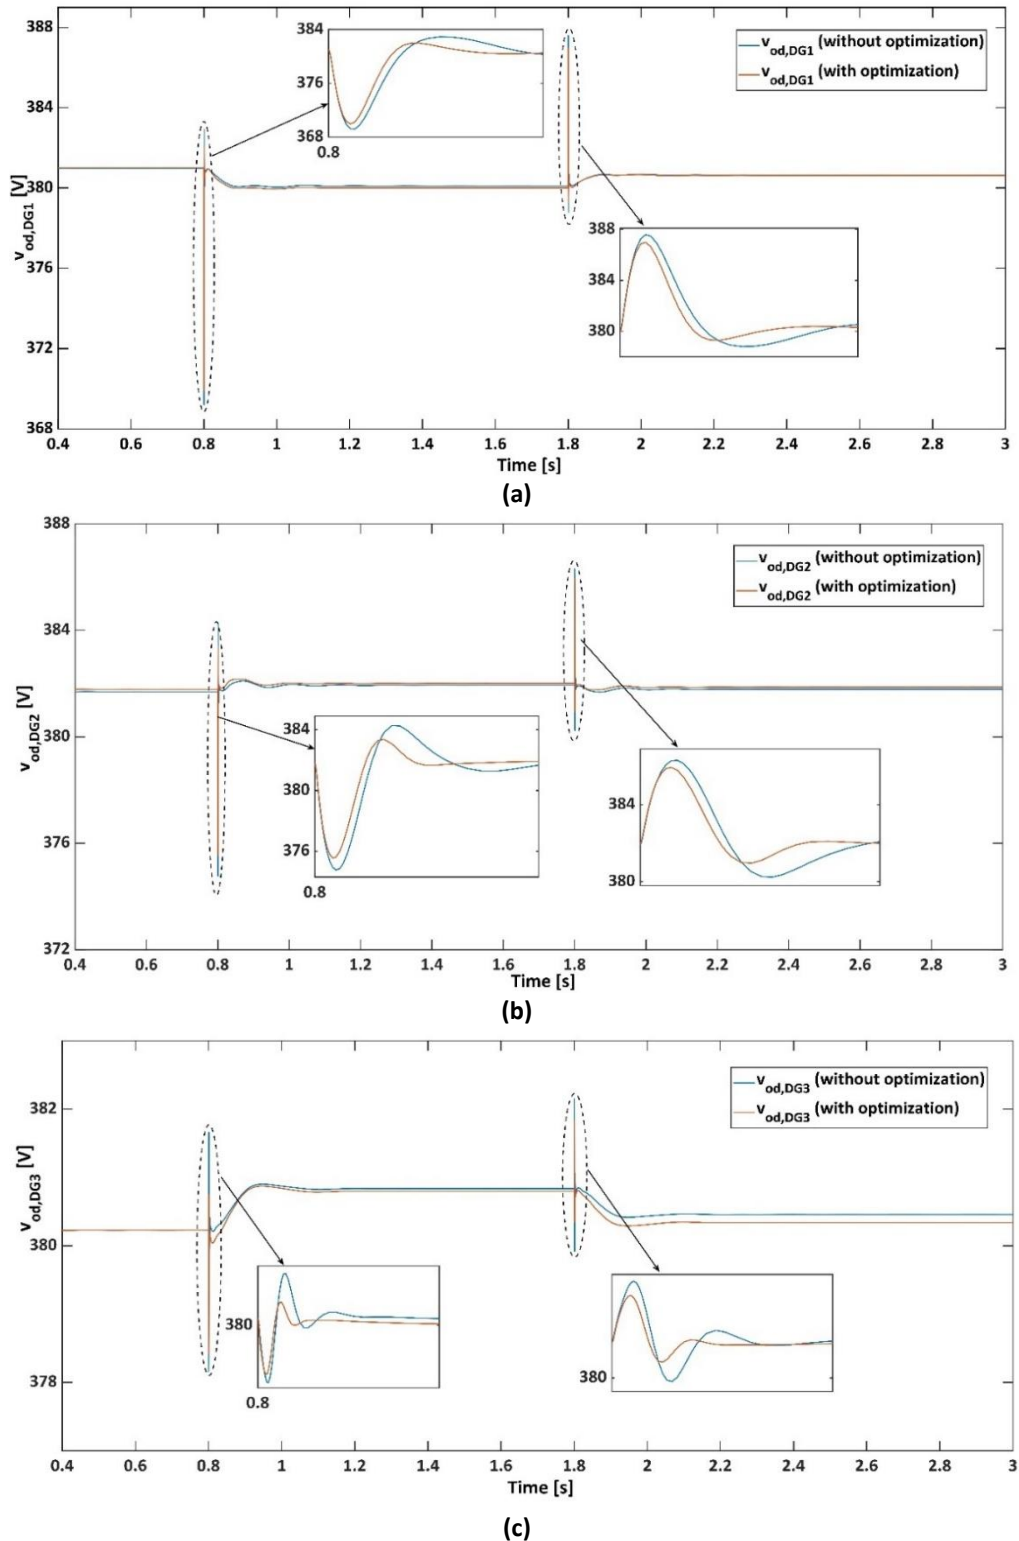 388
384
380
376
372
368
v_od,DG1 [V]
0.4 0.6 0.8 1 1.2 1.4 1.6 1.8 2 2.2 2.4 2.6 2.8 3
Time [s]
v_od,DG1 (without optimization)
v_od,DG1 (with optimization)
384
376
368
0.8
388
384
380
(a)
388
384
380
376
372
v_od,DG2 [V]
0.4 0.6 0.8 1 1.2 1.4 1.6 1.8 2 2.2 2.4 2.6 2.8 3
Time [s]
v_od,DG2 (without optimization)
v_od,DG2 (with optimization)
384
380
376
0.8
384
380
(b)
382
380
378
v_od,DG3 [V]
0.4 0.6 0.8 1 1.2 1.4 1.6 1.8 2 2.2 2.4 2.6 2.8 3
Time [s]
v_od,DG3 (without optimization)
v_od,DG3 (with optimization)
380
0.8
380
(c)